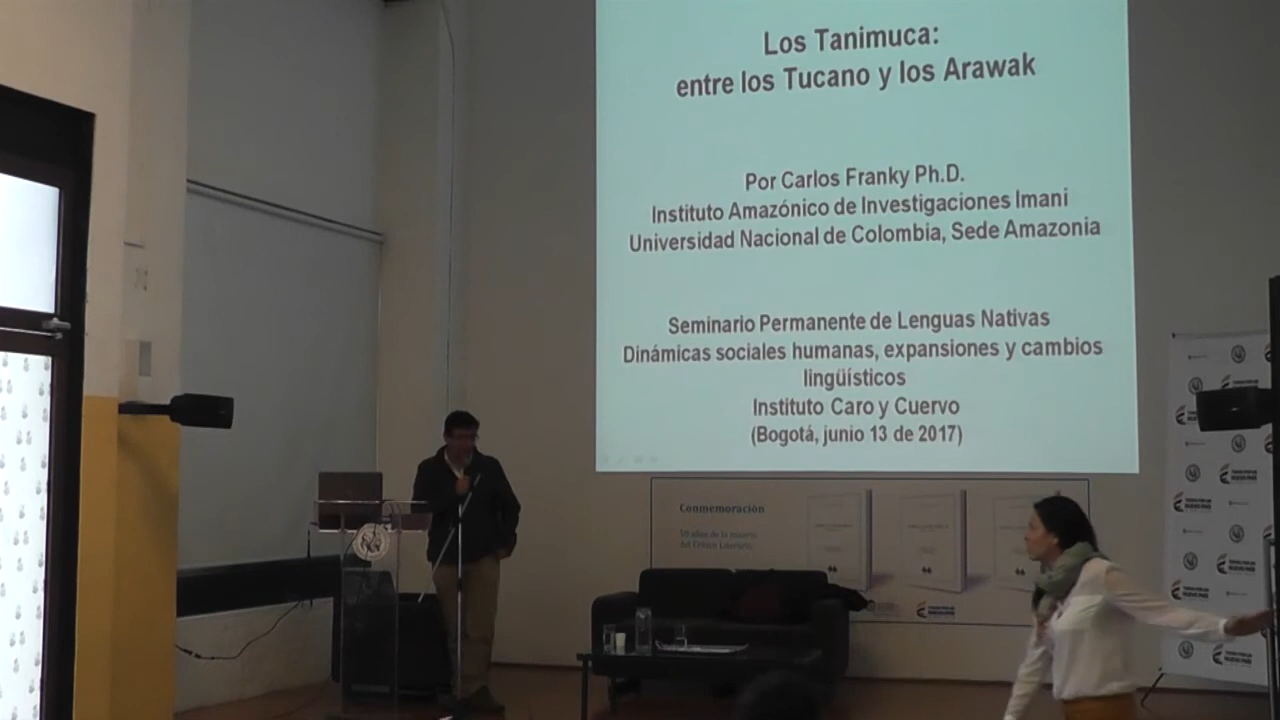 Los Tanimuca:
entre los Tucano y los Arawak
Por Carlos Franky Ph.D.
Instituto Amazónico de Investigaciones Imani
Universidad Nacional de Colombia, Sede Amazonia
Seminario Permanente de Lenguas Nativas
Dinámicas sociales humanas, expansiones y cambios
lingüísticos
Instituto Caro y Cuervo
(Bogotá, junio 13 de 2017)
Conmemoración